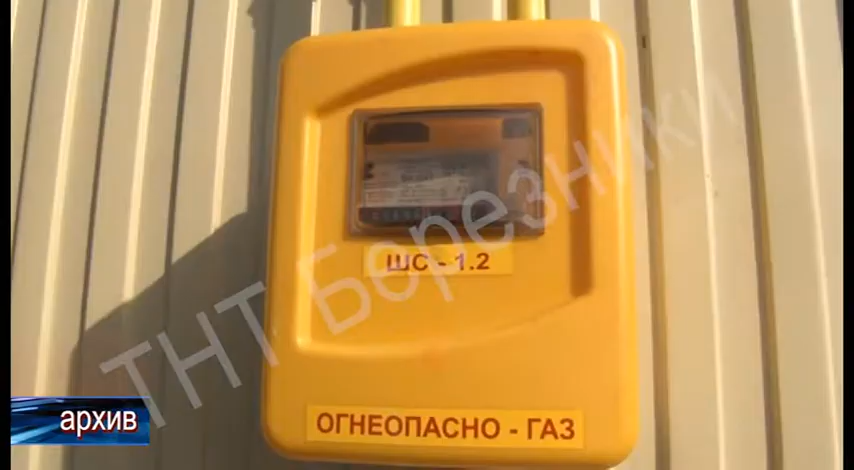 ШС - 1.2
ОГНЕОПАСНО - ГАЗ
ТНТ Березники
архив